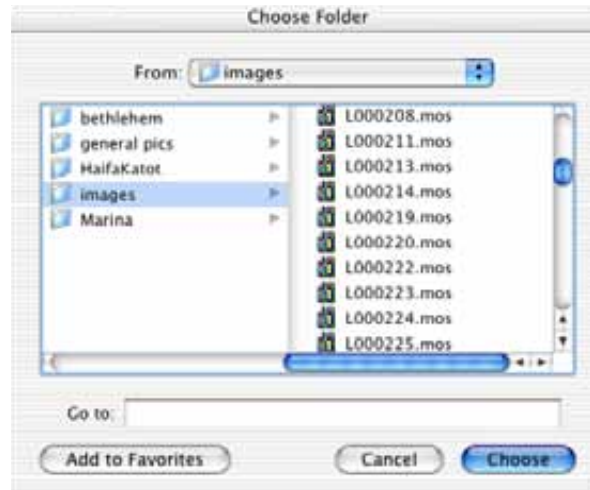 Choose Folder
From: images
bethlehem
general pics
HaifaKatot
images
Marina
L000208.mos
L000211.mos
L000213.mos
L000214.mos
L000219.mos
L000220.mos
L000222.mos
L000223.mos
L000224.mos
L000225.mos
Go to:
Add to Favorites Cancel Choose